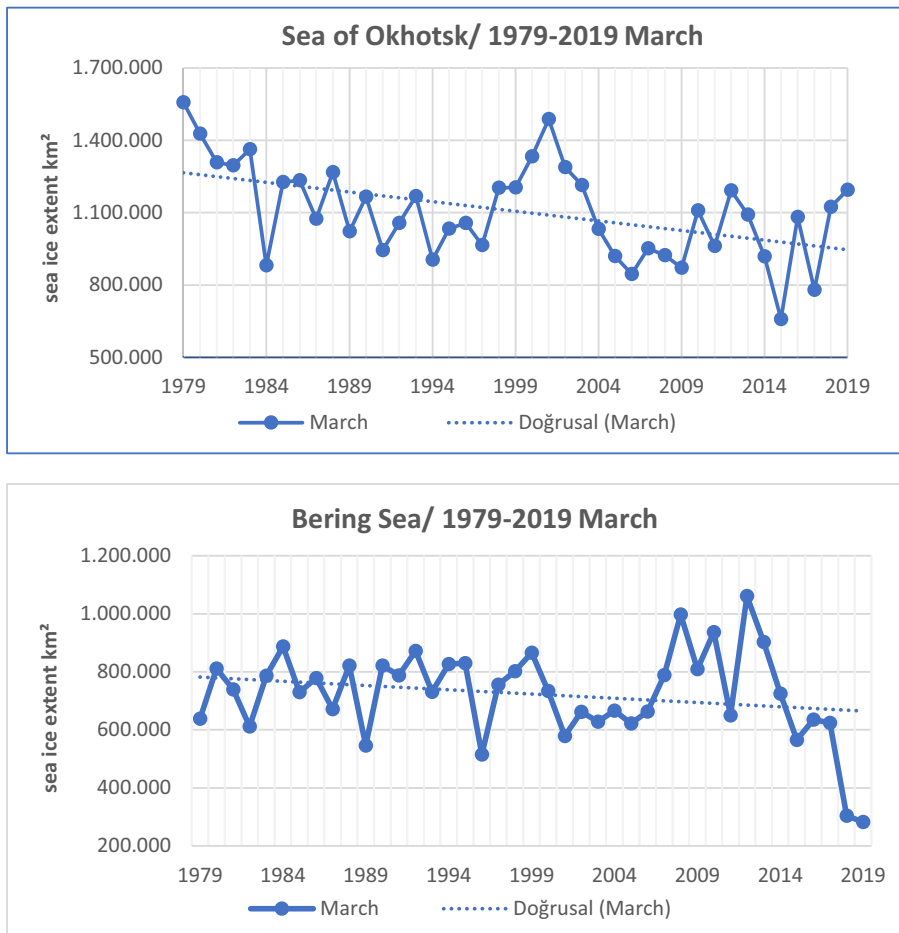 Sea of Okhotsk/ 1979-2019 March
1.700.000
1.400.000
1.100.000
800.000
500.000
sea ice extent km²
1979 1984 1989 1994 1999 2004 2009 2014 2019
March Doğrusal (March)
Bering Sea/ 1979-2019 March
1.200.000
1.000.000
800.000
600.000
400.000
200.000
sea ice extent km²
1979 1984 1989 1994 1999 2004 2009 2014 2019
March Doğrusal (March)